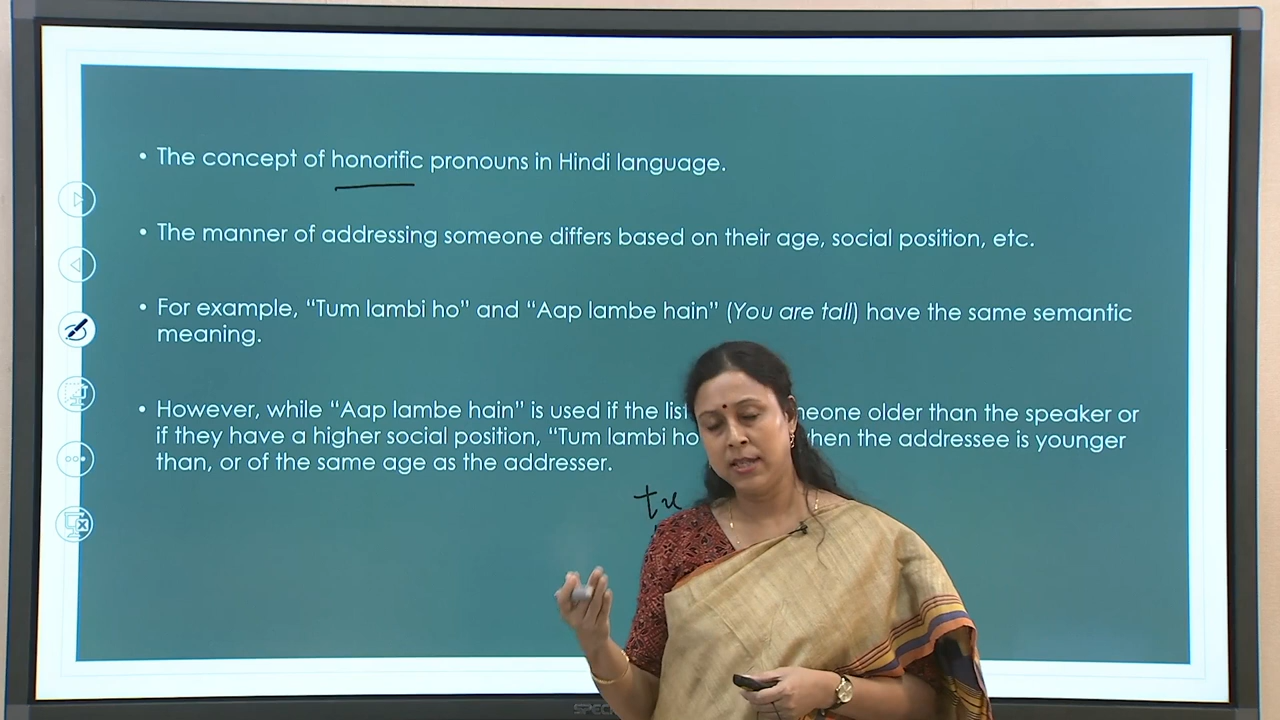 • The concept of honorific pronouns in Hindi language.
• The manner of addressing someone differs based on their age, social position, etc.
• For example, “Tum lambi ho” and “Aap lambe hain” (You are tall) have the same semantic
meaning.
• However, while “Aap lambe hain” is used if the older than the speaker or
if they have a higher social position, “Tum lambi ho when the addressee is younger
than, or of the same age as the addresser.
tu